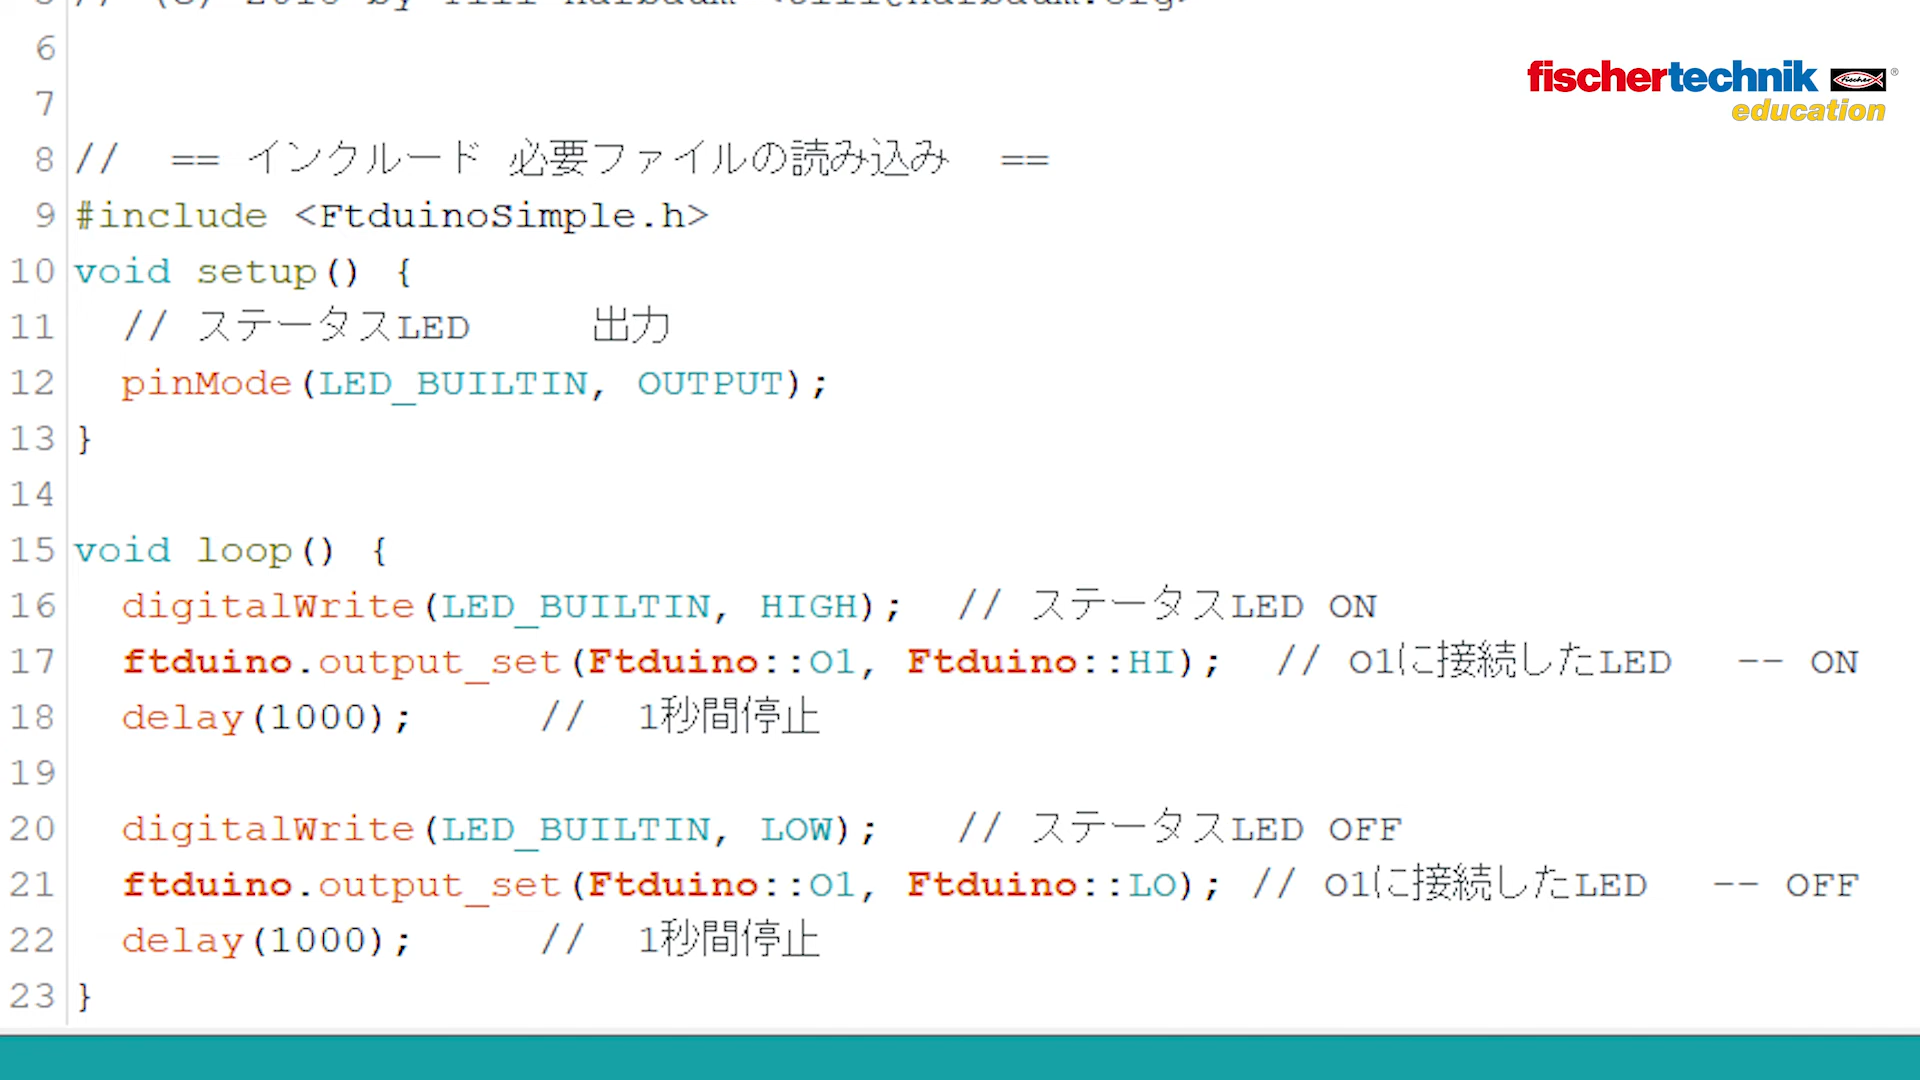 6
7
8 //  == インクルード 必要ファイルの読み込み  ==
9 #include <FtduinoSimple.h>
10 void setup() {
11   // ステータスLED     出力
12   pinMode(LED_BUILTIN, OUTPUT);
13 }
14
15 void loop() {
16   digitalWrite(LED_BUILTIN, HIGH);  // ステータスLED ON
17   ftduino.output_set(Ftduino::O1, Ftduino::HI);  // O1に接続したLED   -- ON
18   delay(1000);     //  1秒間停止
19
20   digitalWrite(LED_BUILTIN, LOW);   // ステータスLED OFF
21   ftduino.output_set(Ftduino::O1, Ftduino::LO); // O1に接続したLED   -- OFF
22   delay(1000);     //  1秒間停止
23 }
fischertechnik fischer ®
education